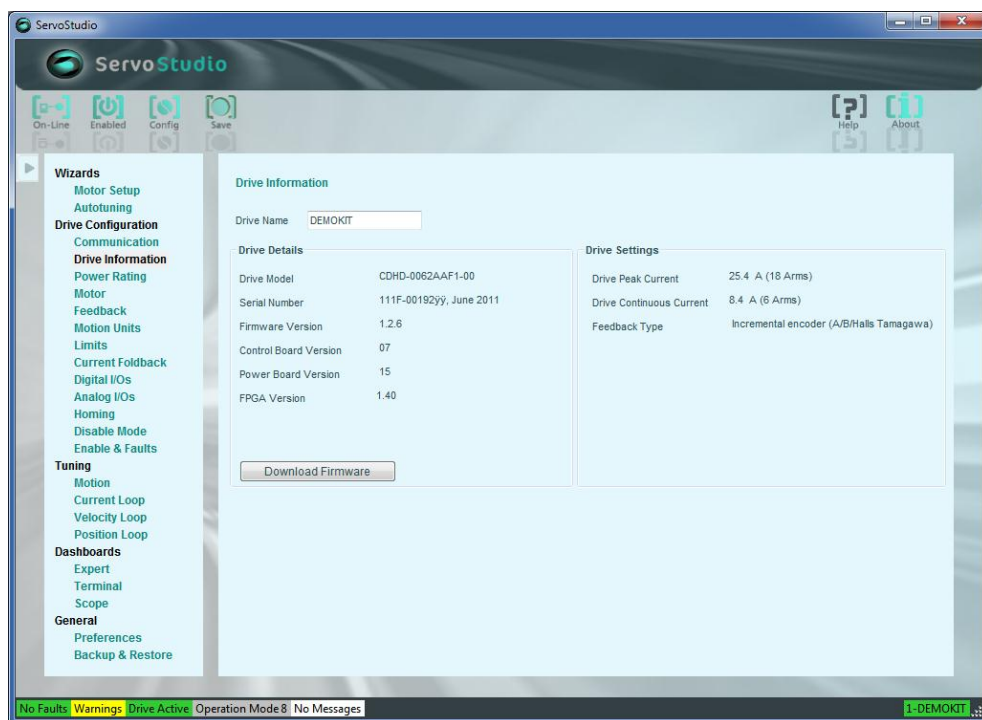 ServoStudio
ServoStudio
On-Line Enabled Config Save Help About
Wizards
Motor Setup
Autotuning
Drive Configuration
Communication
Drive Information
Power Rating
Motor
Feedback
Motion Units
Limits
Current Foldback
Digital I/Os
Analog I/Os
Homing
Disable Mode
Enable & Faults
Tuning
Motion
Current Loop
Velocity Loop
Position Loop
Dashboards
Expert
Terminal
Scope
General
Preferences
Backup & Restore
Drive Information
Drive Name DEMOKIT
Drive Details
Drive Model CDHD-0062AAF1-00
Serial Number 111F-00192ÿÿ, June 2011
Firmware Version 1.2.6
Control Board Version 07
Power Board Version 15
FPGA Version 1.40
Download Firmware
Drive Settings
Drive Peak Current 25.4 A (18 Arms)
Drive Continuous Current 8.4 A (6 Arms)
Feedback Type Incremental encoder (A/B/Halls Tamagawa)
No Faults Warnings Drive Active Operation Mode 8 No Messages 1-DEMOKIT